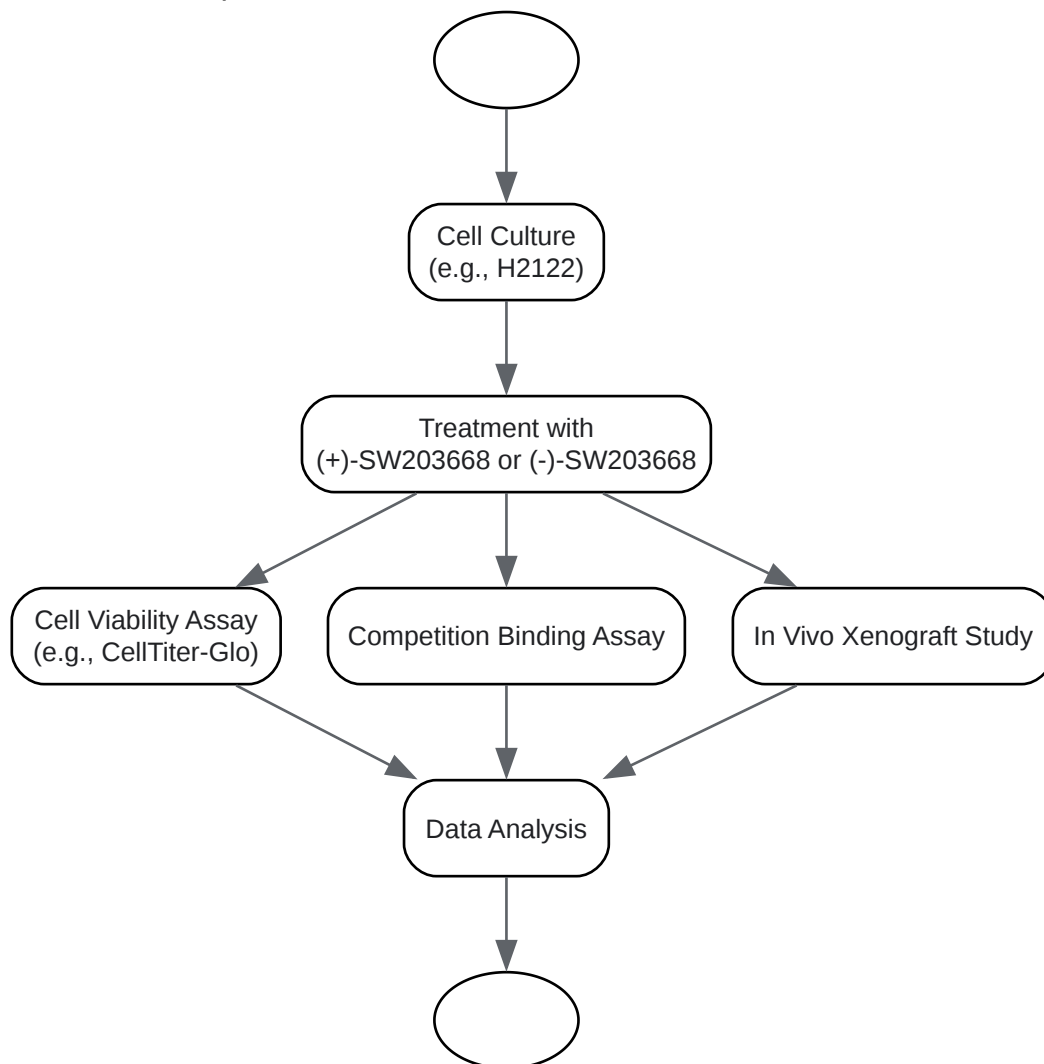 Cell Culture
(e.g., H2122)
Treatment with
(+)-SW203668 or (-)-SW203668
Cell Viability Assay
(e.g., CellTiter-Glo)
Competition Binding Assay
In Vivo Xenograft Study
Data Analysis